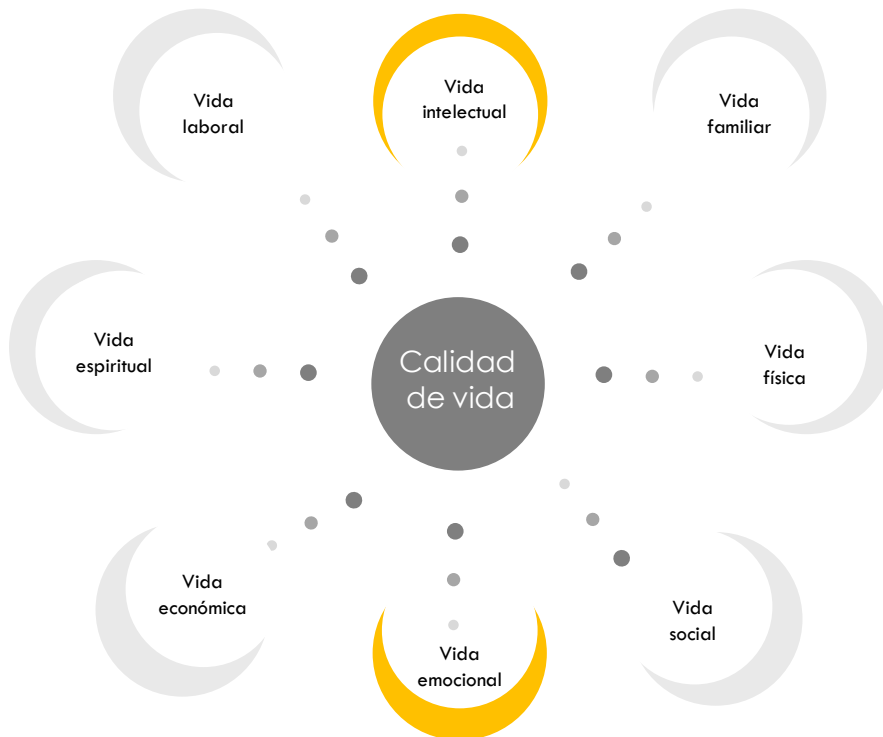 Vida
laboral
Vida
intelectual
Vida
familiar
Vida
espiritual
Calidad
de vida
Vida
física
Vida
económica
Vida
emocional
Vida
social